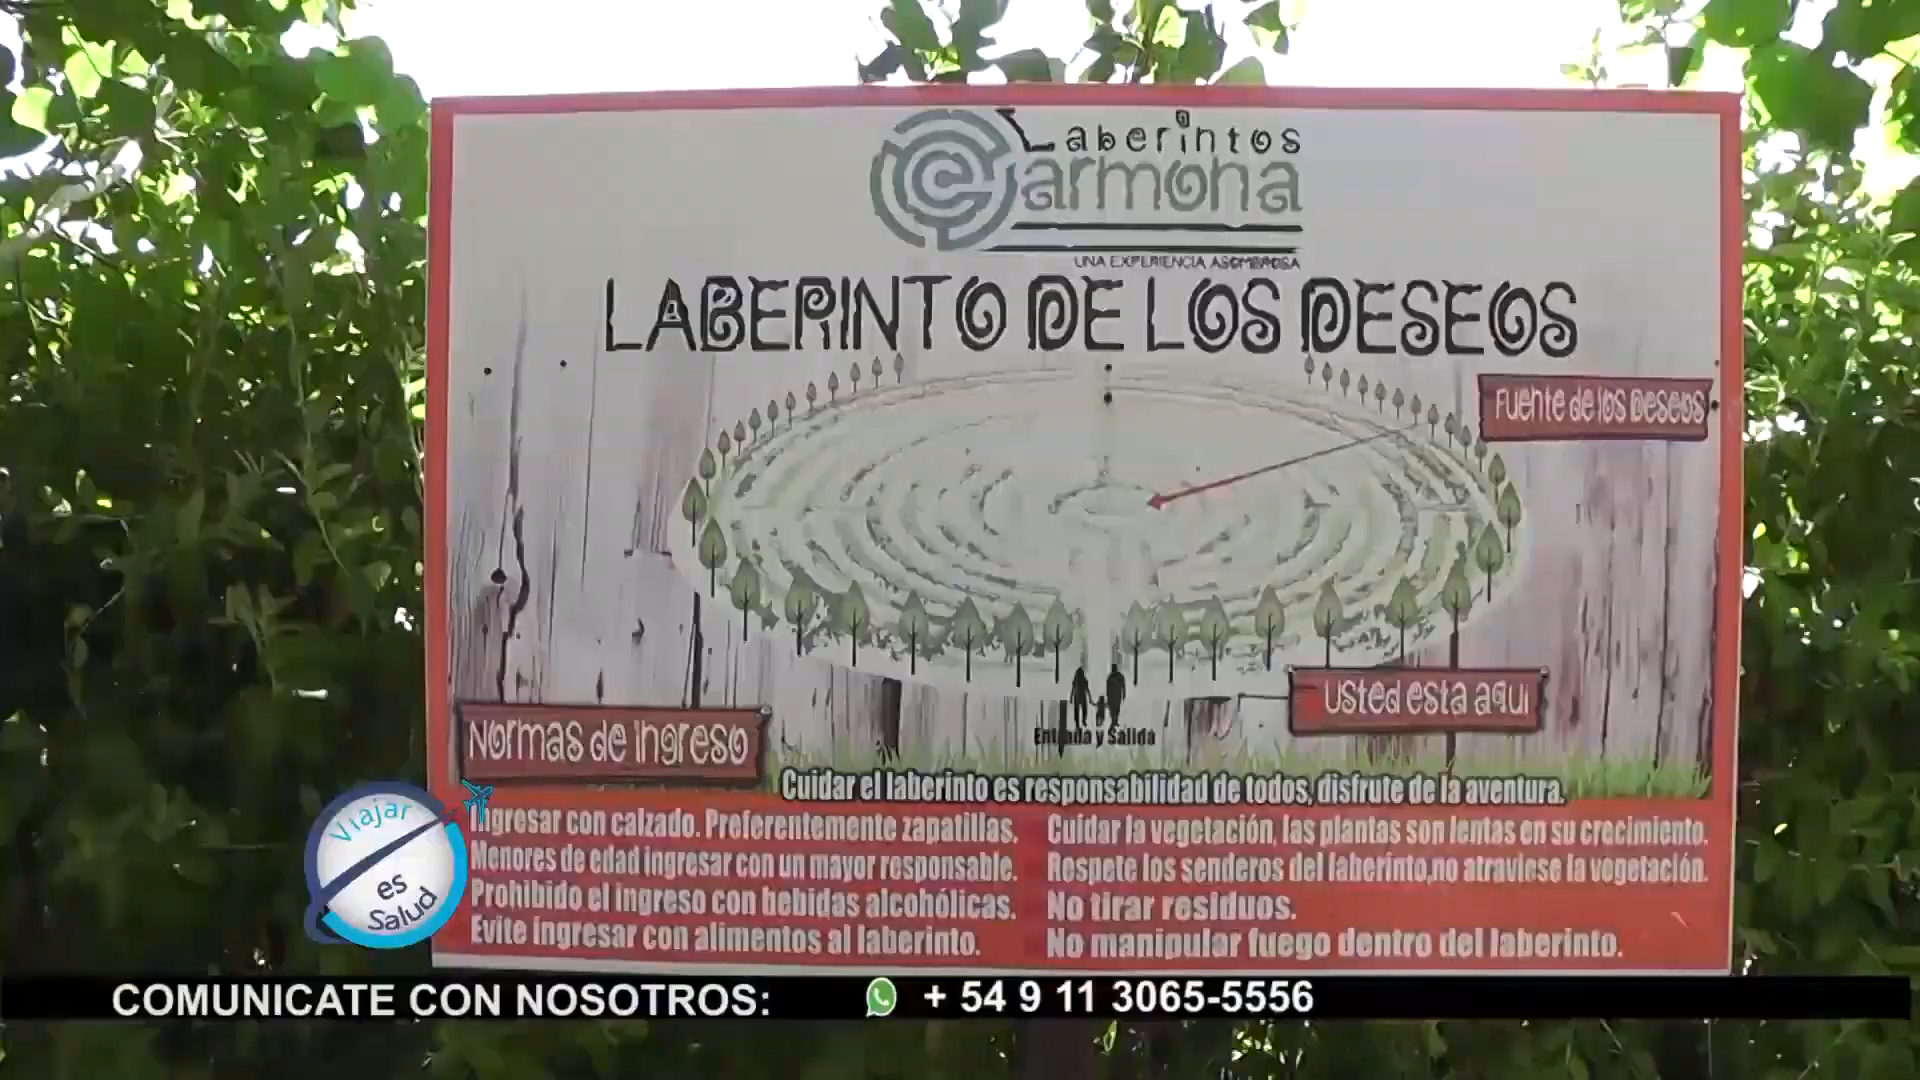 Laberintos
Carmona
UNA EXPERIENCIA ASOMBROSA
LABERINTO DE LOS DESEOS
Fuente de los Deseos
Usted esta aqui
Entrada y Salida
Normas de Ingreso
Cuidar el laberinto es responsabilidad de todos, disfrute de la aventura.
Ingresar con calzado. Preferentemente zapatillas.
Menores de edad ingresar con un mayor responsable.
Prohibido el ingreso con bebidas alcohólicas.
Evite ingresar con alimentos al laberinto.
Cuidar la vegetación, las plantas son lentas en su crecimiento.
Respete los senderos del laberinto,no atraviese la vegetación.
No tirar residuos.
No manipular fuego dentro del laberinto.
Viajar
es
Salud
COMUNICATE CON NOSOTROS: + 54 9 11 3065-5556